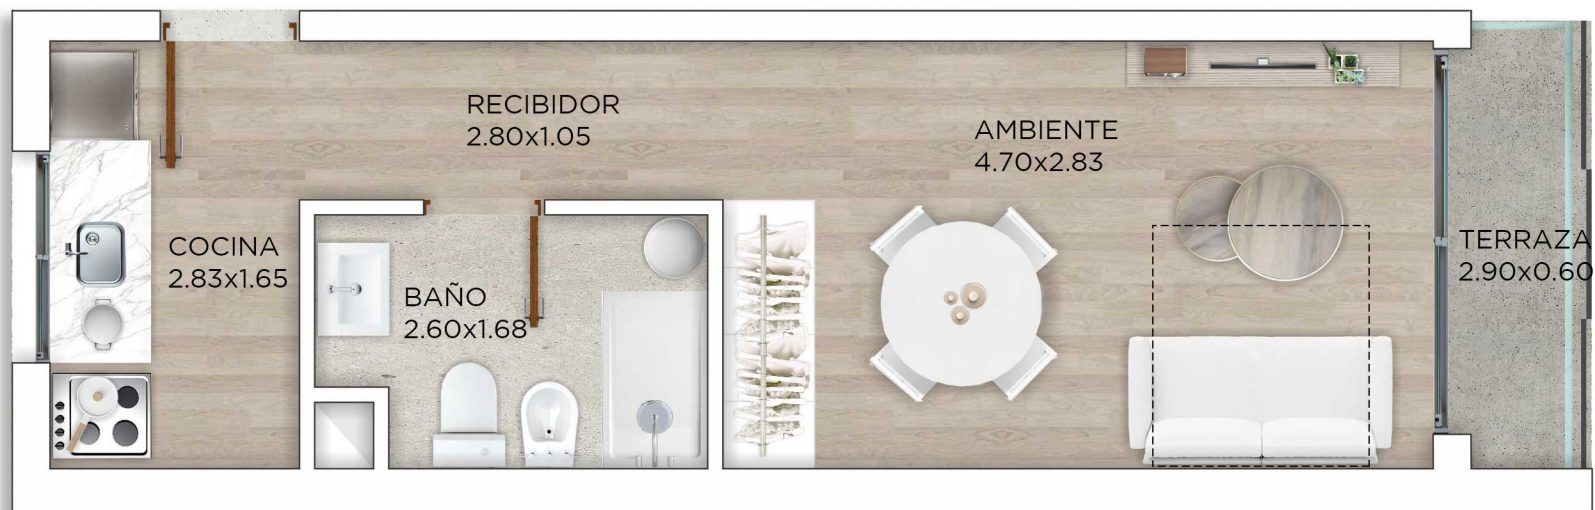 RECIBIDOR
2.80x1.05
AMBIENTE
4.70x2.83
COCINA
2.83x1.65
BAÑO
2.60x1.68
TERRAZA
2.90x0.60